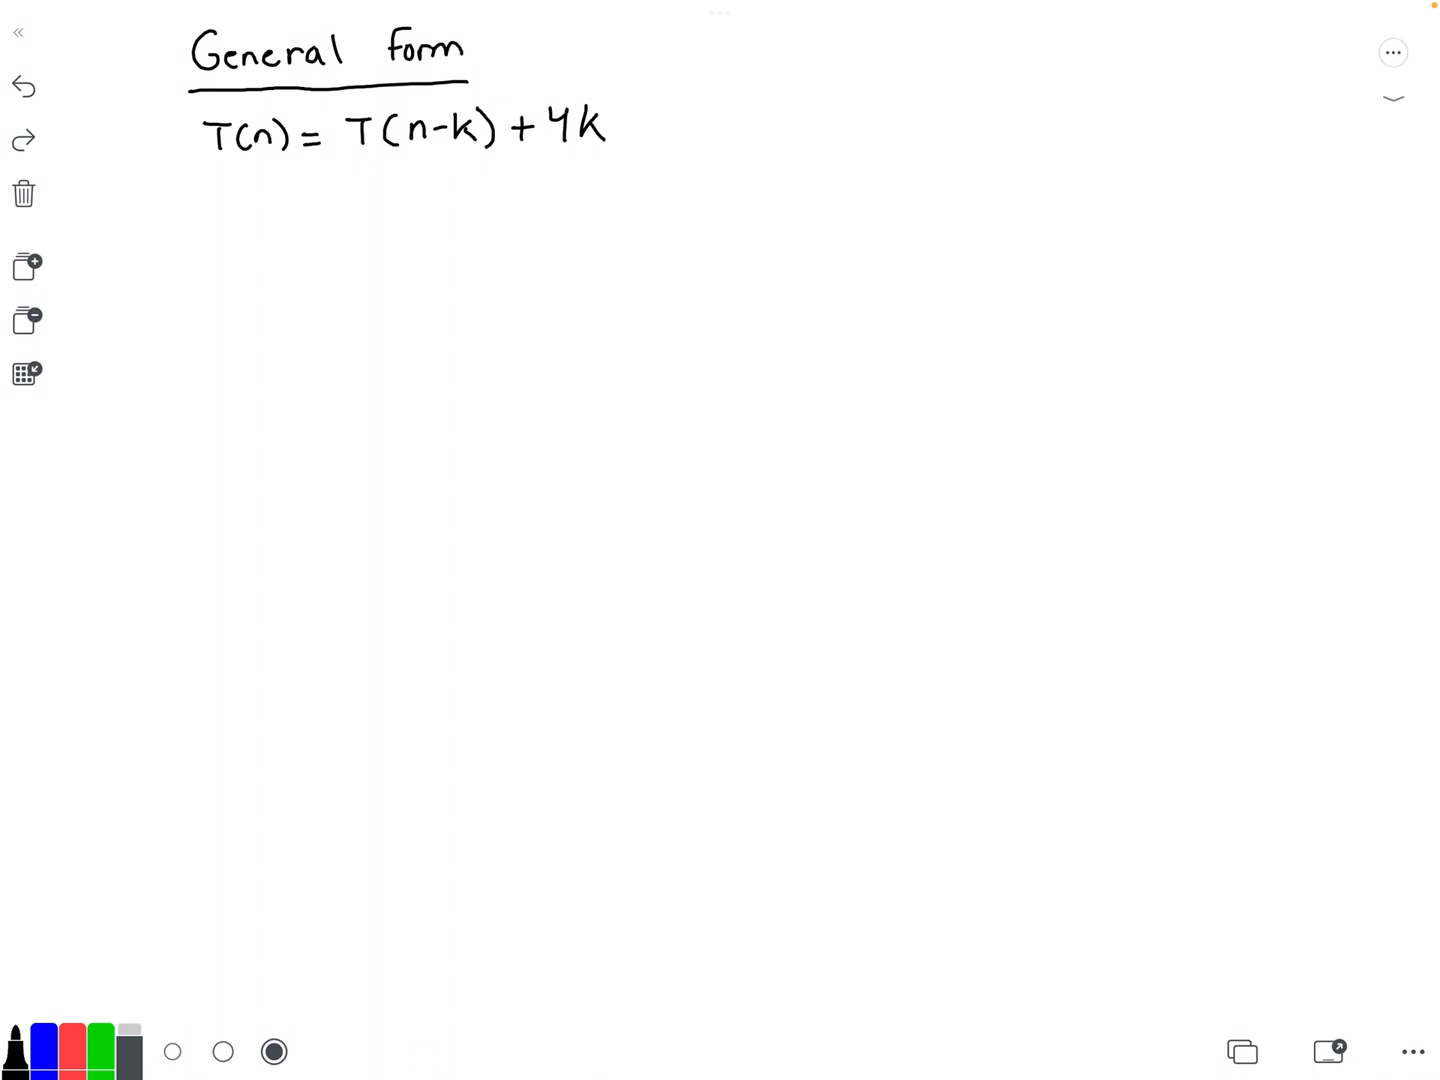 General Form
T(n) = T(n-k) + 4k